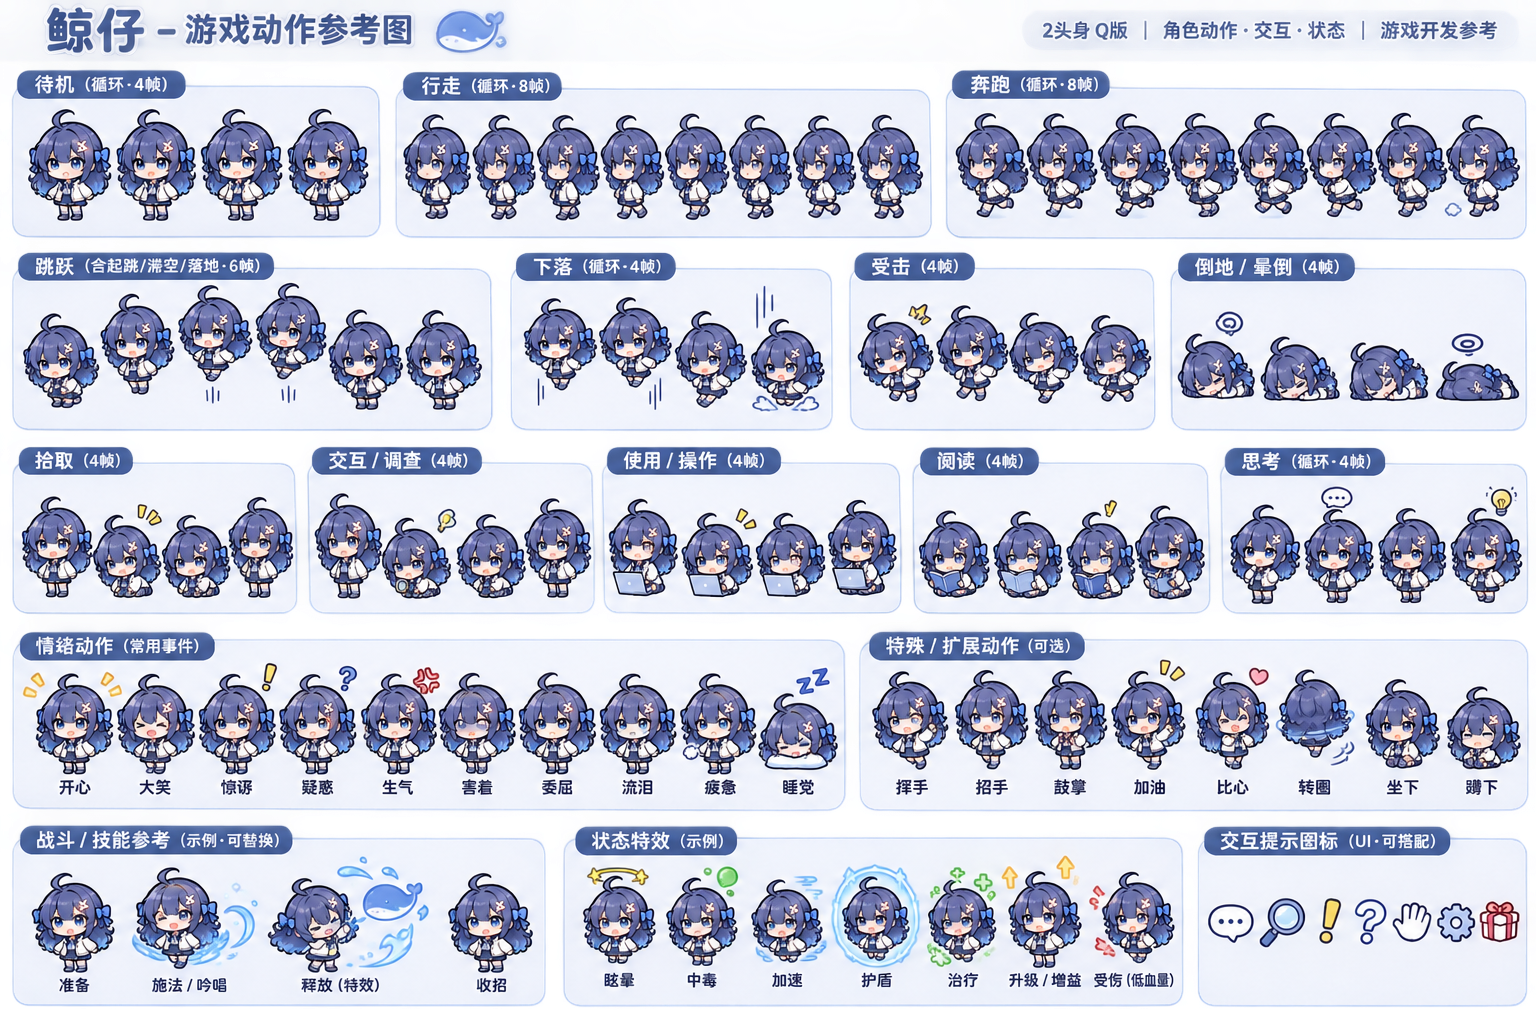 鲸仔 – 游戏动作参考图
2头身 Q版 | 角色动作·交互·状态 | 游戏开发参考
待机（循环·4帧）
行走（循环·8帧）
奔跑（循环·8帧）
跳跃（含起跳/滞空/落地·6帧）
下落（循环·4帧）
受击（4帧）
倒地 / 晕倒（4帧）
拾取（4帧）
交互 / 调查（4帧）
使用 / 操作（4帧）
阅读（4帧）
思考（循环·4帧）
情绪动作（常用事件）
zZ
开心
大笑
惊讶
疑惑
生气
害羞
委屈
流泪
疲惫
特殊 / 扩展动作（可选）
挥手
招手
鼓掌
加油
比心
转圈
坐下
蹲下
战斗 / 技能参考（示例·可替换）
准备
施法 / 吟唱
释放（特效）
收招
状态特效（示例）
眩晕
中毒
加速
护盾
治疗
升级 / 增益
受伤（低血量）
交互提示图标（UI·可搭配）